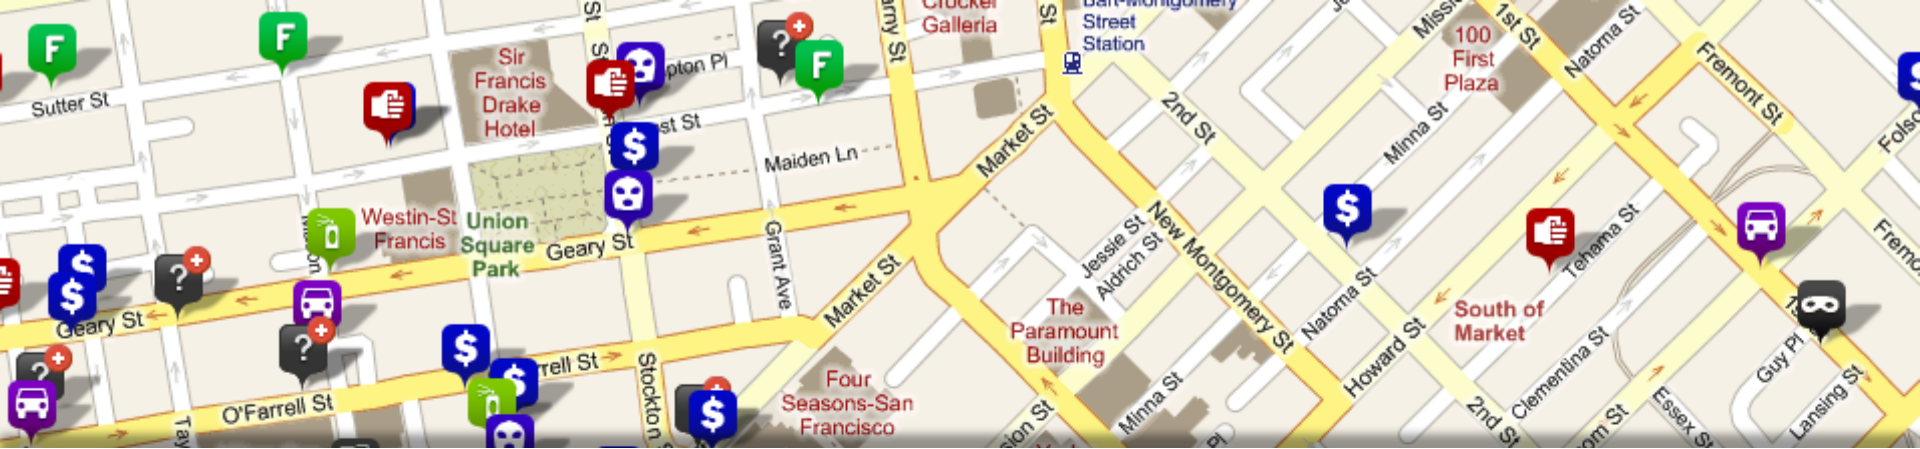 Crocker
Galleria
Bart-Montgomery
Street
Station
Sutter St
Sir
Francis
Drake
Hotel
Maiden Ln
Market St
2nd St
Minna St
100
First
Plaza
1st St
Natoma St
Fremont St
Westin-St
Francis
Union
Square
Park
Geary St
Grant Ave
Market St
Jessie St
Aldrich St
New Montgomery St
Natoma St
Tehama St
South of
Market
Geary St
The
Paramount
Building
Howard St
Clementina St
Guy Pl
Lansing St
Essex St
O'Farrell St
Stockton S
Four
Seasons-San
Francisco
Minna St
2nd St
F
F
F
$
$
$
$
$
$
$
?
?
?
?